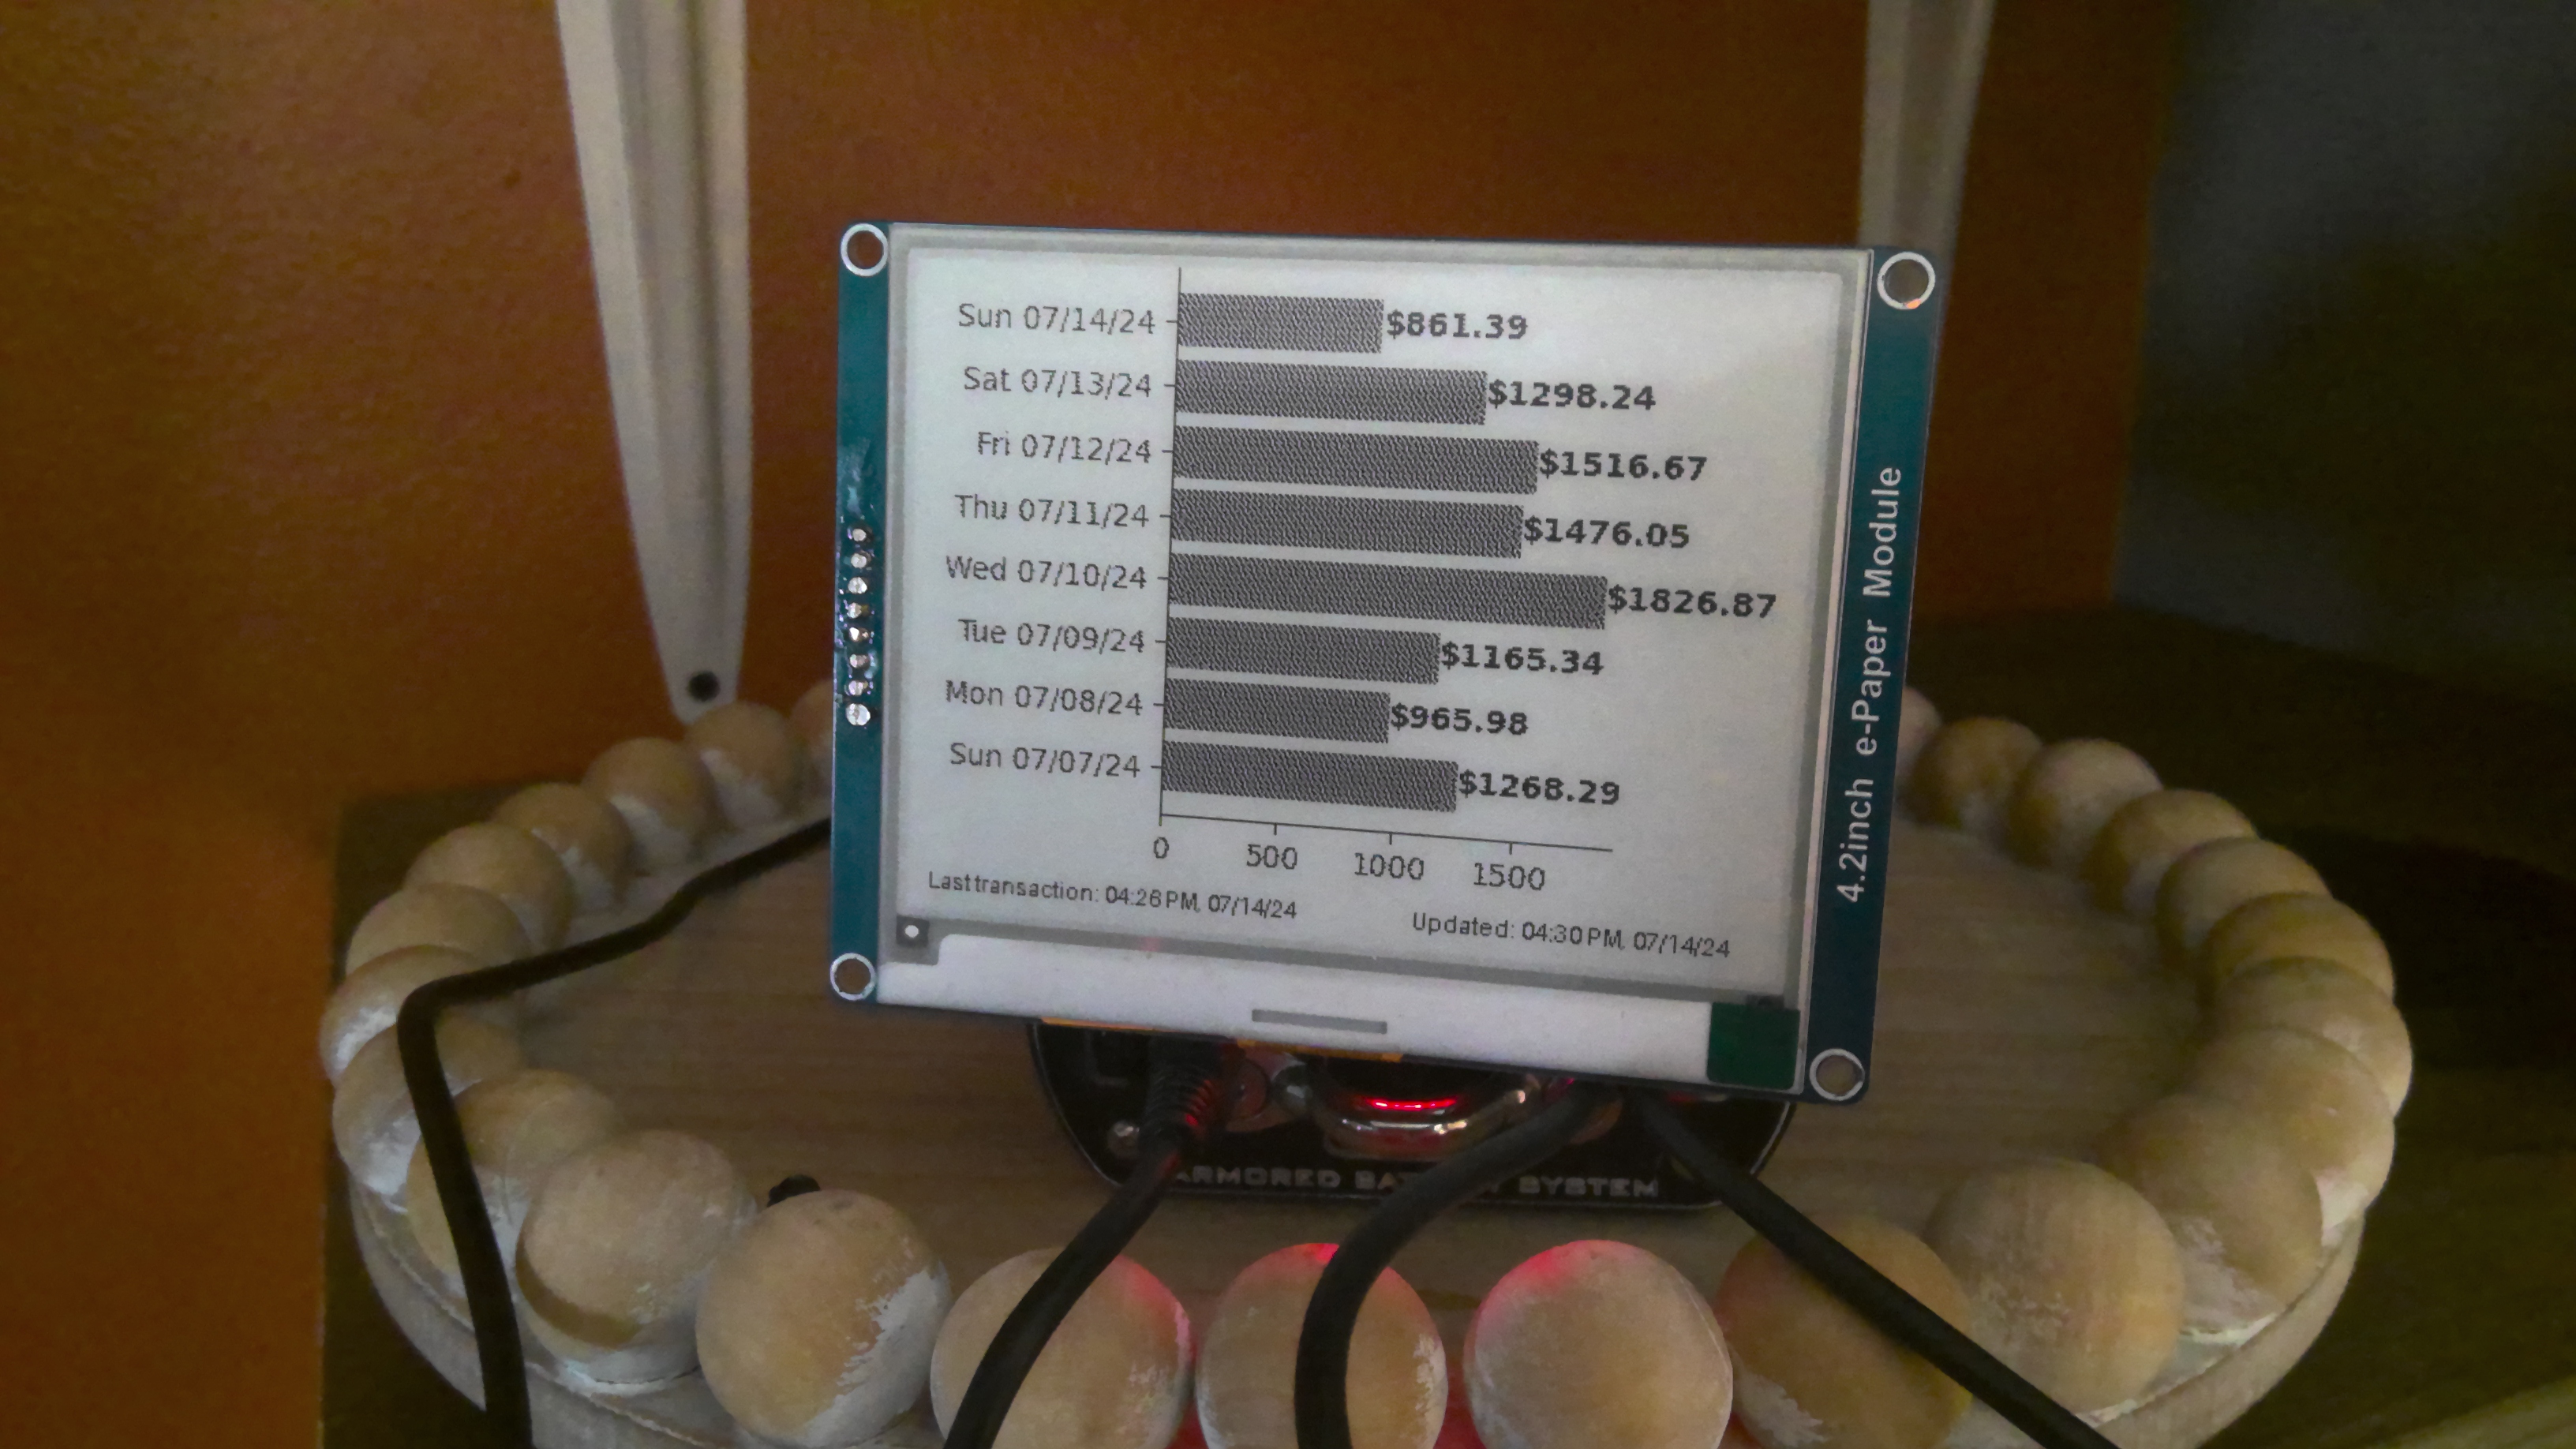 Sun 07/14/24 $861.39
Sat 07/13/24 $1298.24
Fri 07/12/24 $1516.67
Thu 07/11/24 $1476.05
Wed 07/10/24 $1826.87
Tue 07/09/24 $1165.34
Mon 07/08/24 $965.98
Sun 07/07/24 $1268.29
0 500 1000 1500
Last transaction: 04:26 PM, 07/14/24
Updated: 04:30 PM, 07/14/24
4.2inch e-Paper Module
ARMORED SYSTEM